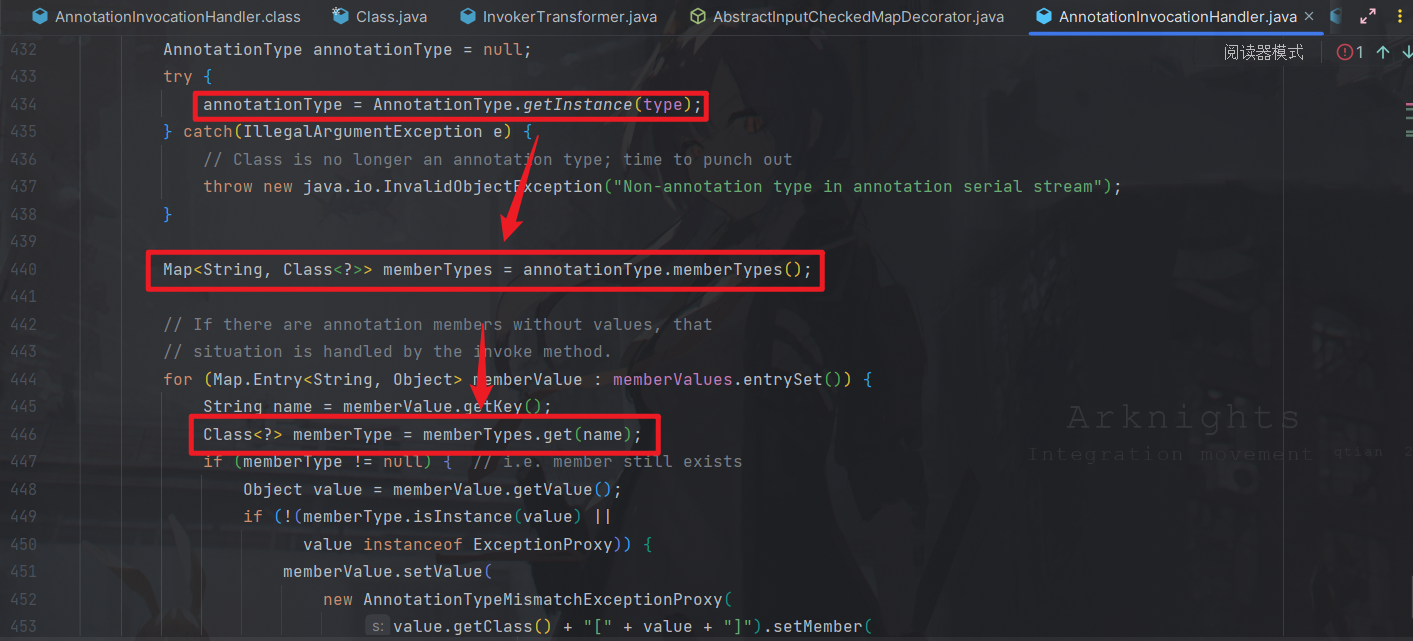 AnnotationInvocationHandler.class Class.java InvokerTransformer.java AbstractInputCheckedMapDecorator.java AnnotationInvocationHandler.java
432 AnnotationType annotationType = null;
阅读器模式 1
433 try {
434 annotationType = AnnotationType.getInstance(type);
435 } catch(IllegalArgumentException e) {
436 // Class is no longer an annotation type; time to punch out
437 throw new java.io.InvalidObjectException("Non-annotation type in annotation serial stream");
438 }
439
440 Map<String, Class<?>> memberTypes = annotationType.memberTypes();
441
442 // If there are annotation members without values, that
443 // situation is handled by the invoke method.
444 for (Map.Entry<String, Object> memberValue : memberValues.entrySet()) {
445 String name = memberValue.getKey();
446 Class<?> memberType = memberTypes.get(name);
447 if (memberType != null) { // i.e. member still exists
448 Object value = memberValue.getValue();
449 if (!(memberType.isInstance(value) ||
450 value instanceof ExceptionProxy)) {
451 memberValue.setValue(
452 new AnnotationTypeMismatchExceptionProxy(
453 s: value.getClass() + "[" + value + "]").setMember(
Arknights
Integration movement